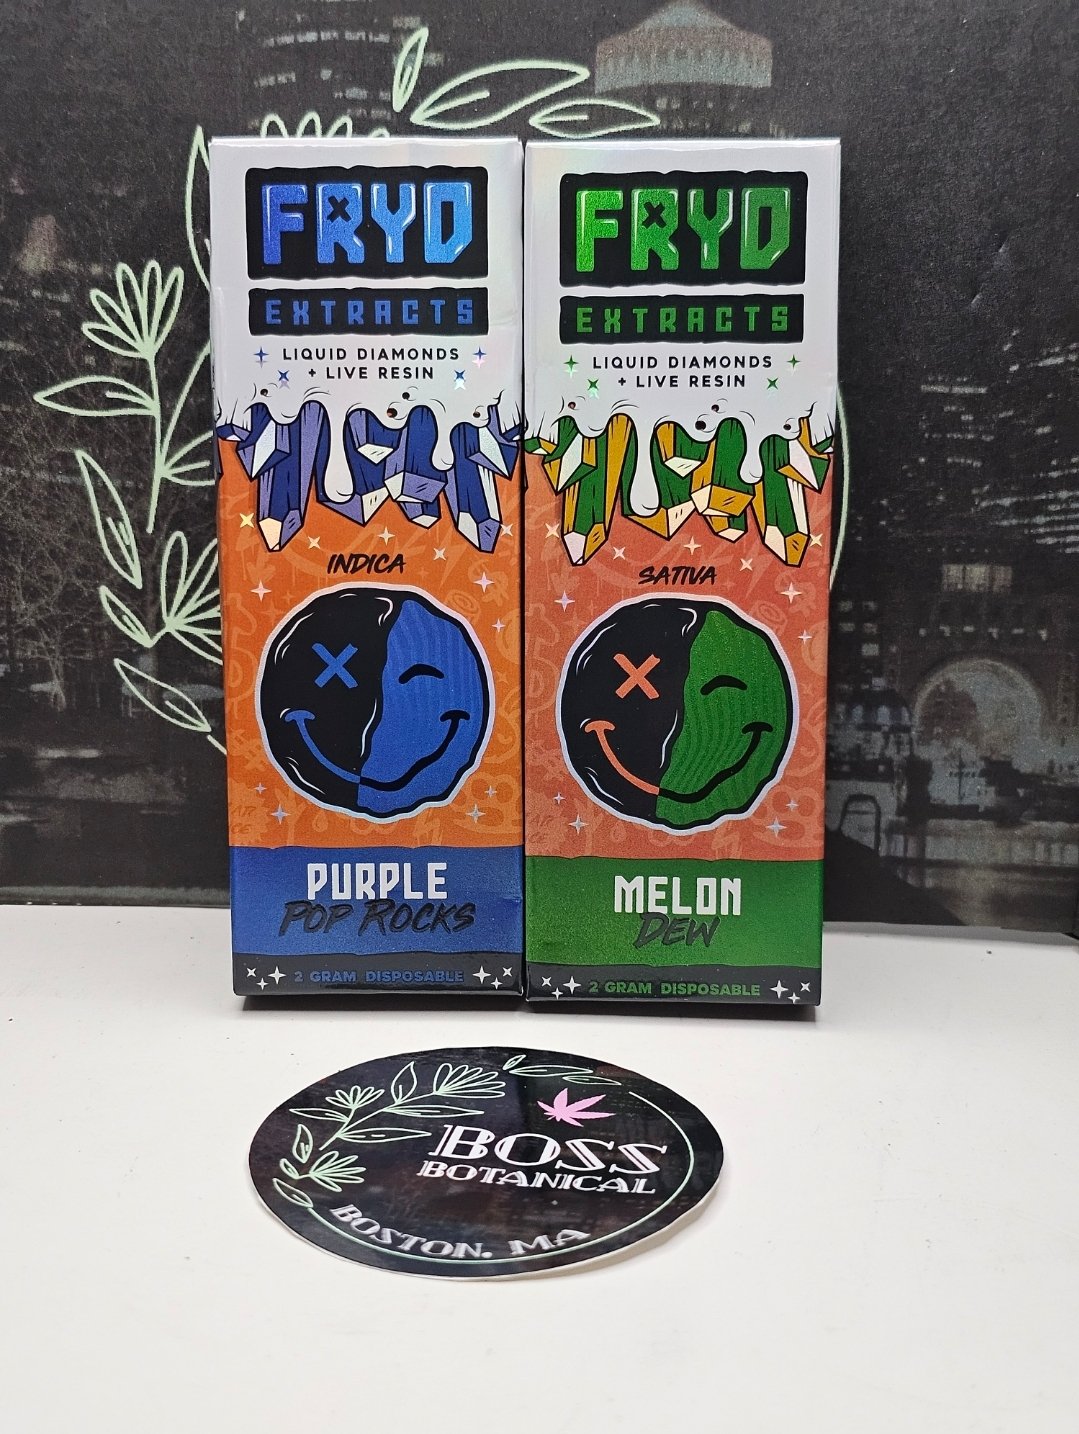 FRYD
EXTRACTS
LIQUID DIAMONDS
+ LIVE RESIN
INDICA
PURPLE
POP ROCKS
2 GRAM DISPOSABLE
FRYD
EXTRACTS
LIQUID DIAMONDS
+ LIVE RESIN
SATIVA
MELON
DEW
2 GRAM DISPOSABLE
BOSS
BOTANICAL
BOSTON, MA